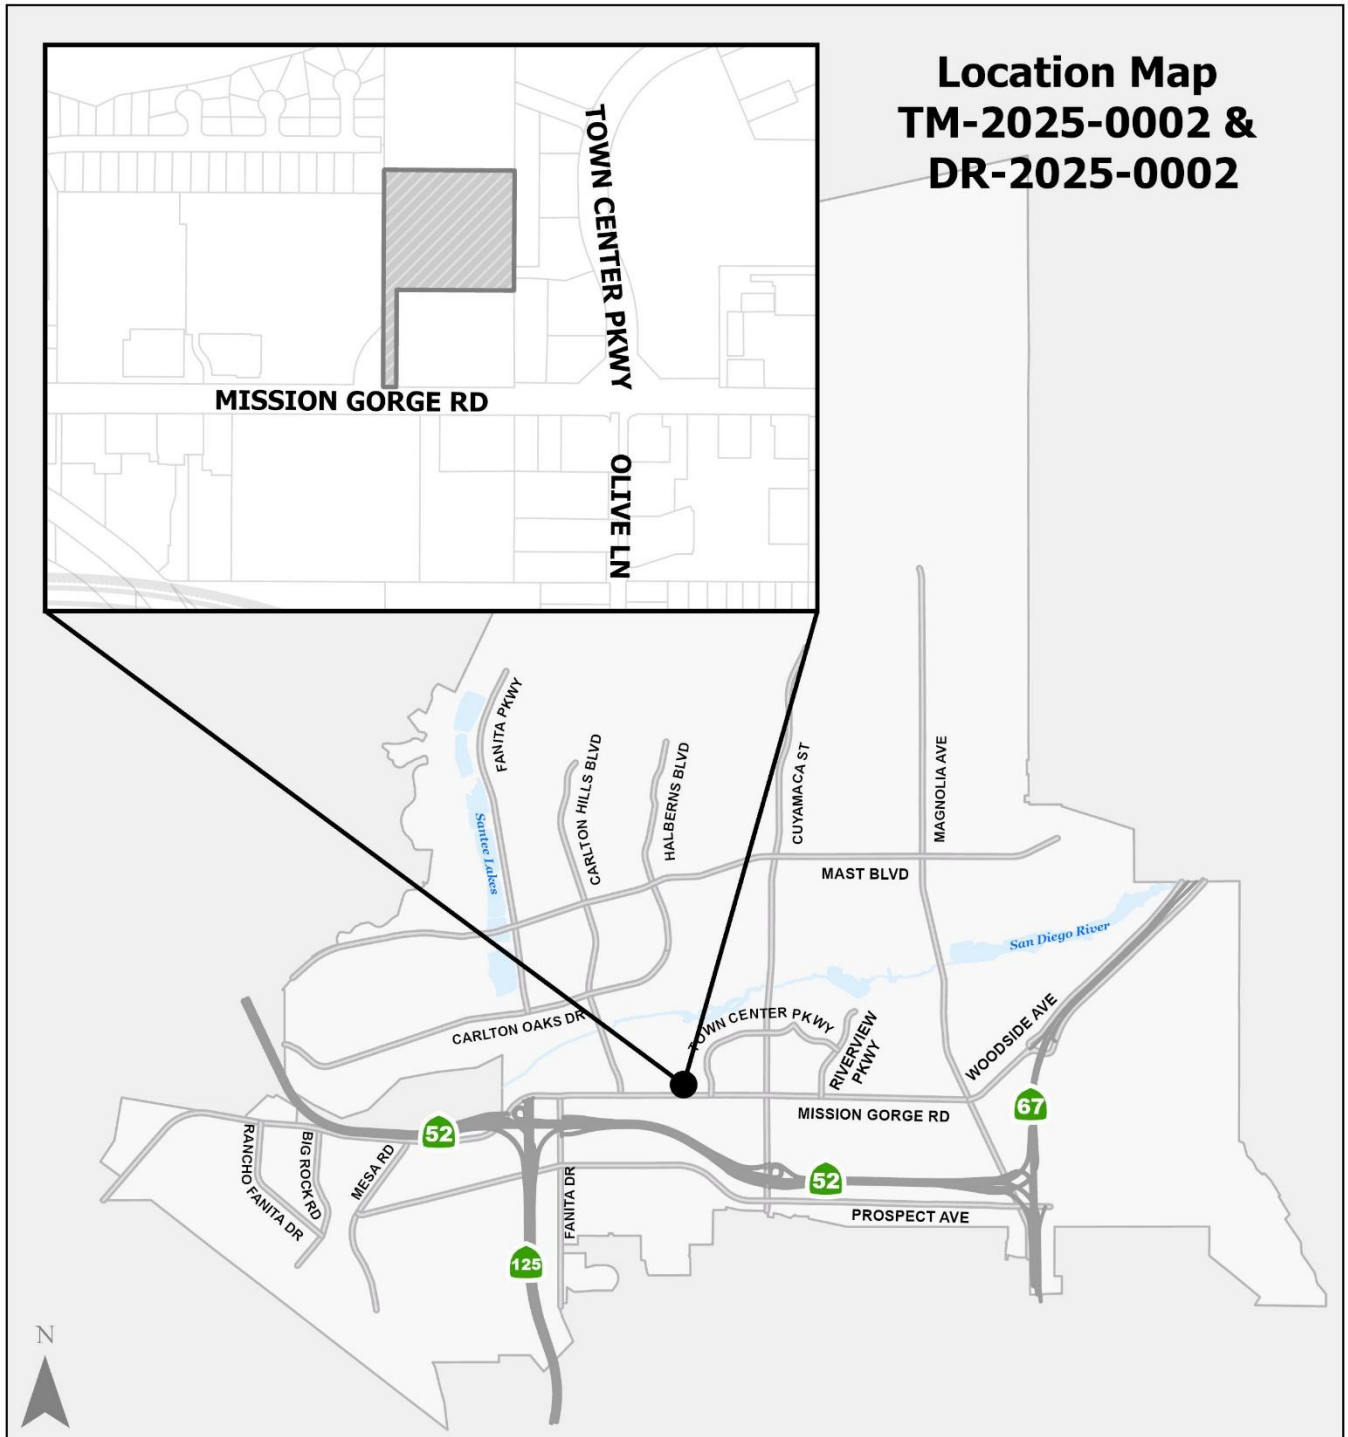 Location Map
TM-2025-0002 &
DR-2025-0002
TOWN CENTER PKWY
MISSION GORGE RD
OLIVE LN
FANITA PKWY
CARLTON HILLS BLVD
HALBERNS BLVD
CUYAMACA ST
MAGNOLIA AVE
Santee Lakes
MAST BLVD
San Diego River
CARLTON OAKS DR
TOWN CENTER PKWY
RIVERVIEW
PKWY
WOODSIDE AVE
MISSION GORGE RD
67
52
RANCHO FANITA DR
BIG ROCK RD
MESA RD
FANITA DR
52
PROSPECT AVE
125
N